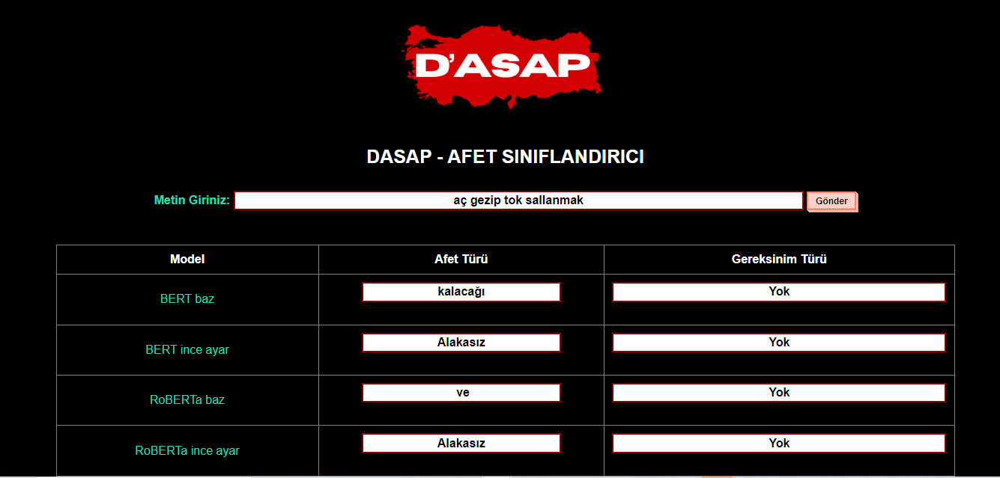 D'ASAP
DASAP - AFET SINIFLANDIRICI
Metin Giriniz: aç gezip tok sallanmak Gönder
Model Afet Türü Gereksinim Türü
BERT baz kalacağı Yok
BERT ince ayar Alakasız Yok
RoBERTa baz ve Yok
RoBERTa ince ayar Alakasız Yok